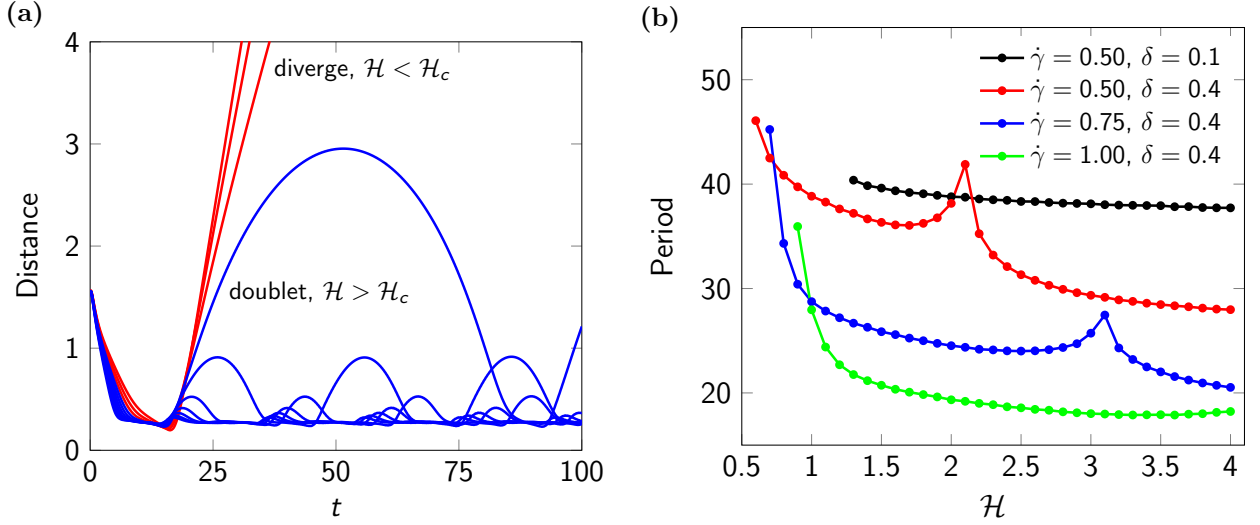 (a)
4
3
2
1
0
0
25
50
75
100
Distance
t
diverge, ℋ < ℋ_c
doublet, ℋ > ℋ_c
(b)
50
40
30
20
0.5
1
1.5
2
2.5
3
3.5
4
Period
ℋ
γ̇ = 0.50, δ = 0.1
γ̇ = 0.50, δ = 0.4
γ̇ = 0.75, δ = 0.4
γ̇ = 1.00, δ = 0.4